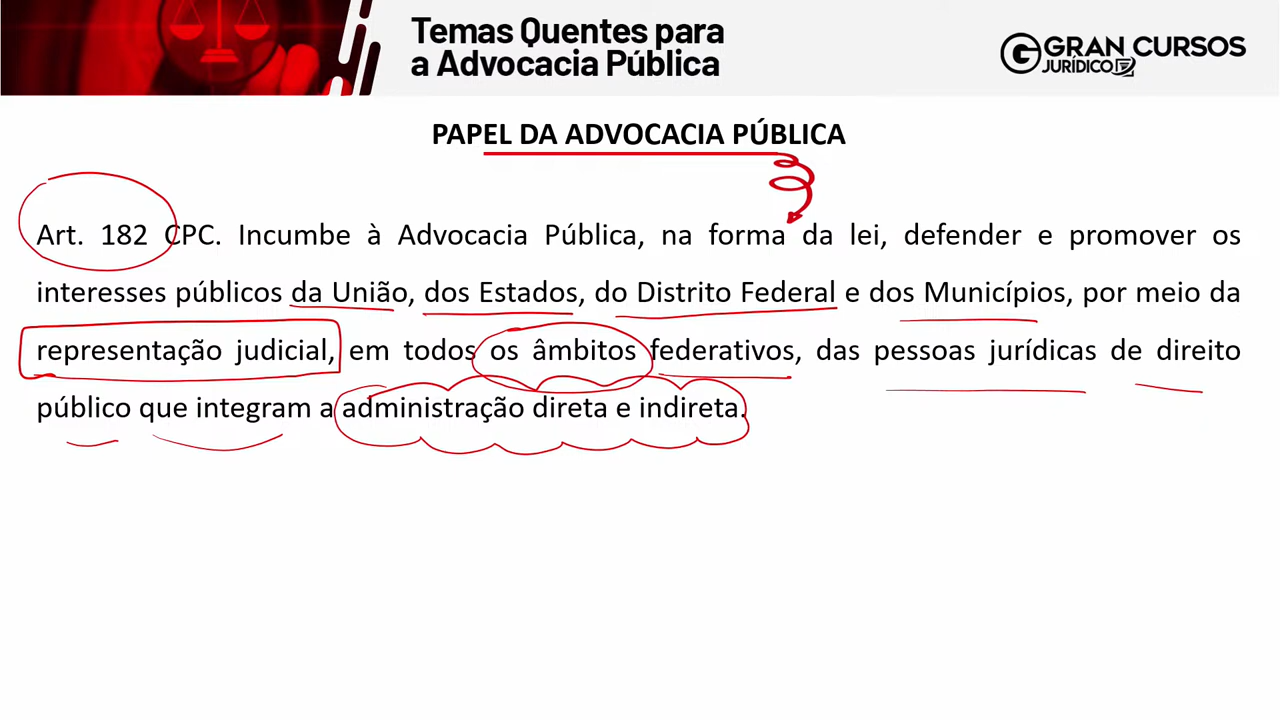 Temas Quentes para
a Advocacia Pública
GRAN CURSOS
JURÍDICO
PAPEL DA ADVOCACIA PÚBLICA
Art. 182 CPC. Incumbe à Advocacia Pública, na forma da lei, defender e promover os
interesses públicos da União, dos Estados, do Distrito Federal e dos Municípios, por meio da
representação judicial, em todos os âmbitos federativos, das pessoas jurídicas de direito
público que integram a administração direta e indireta.